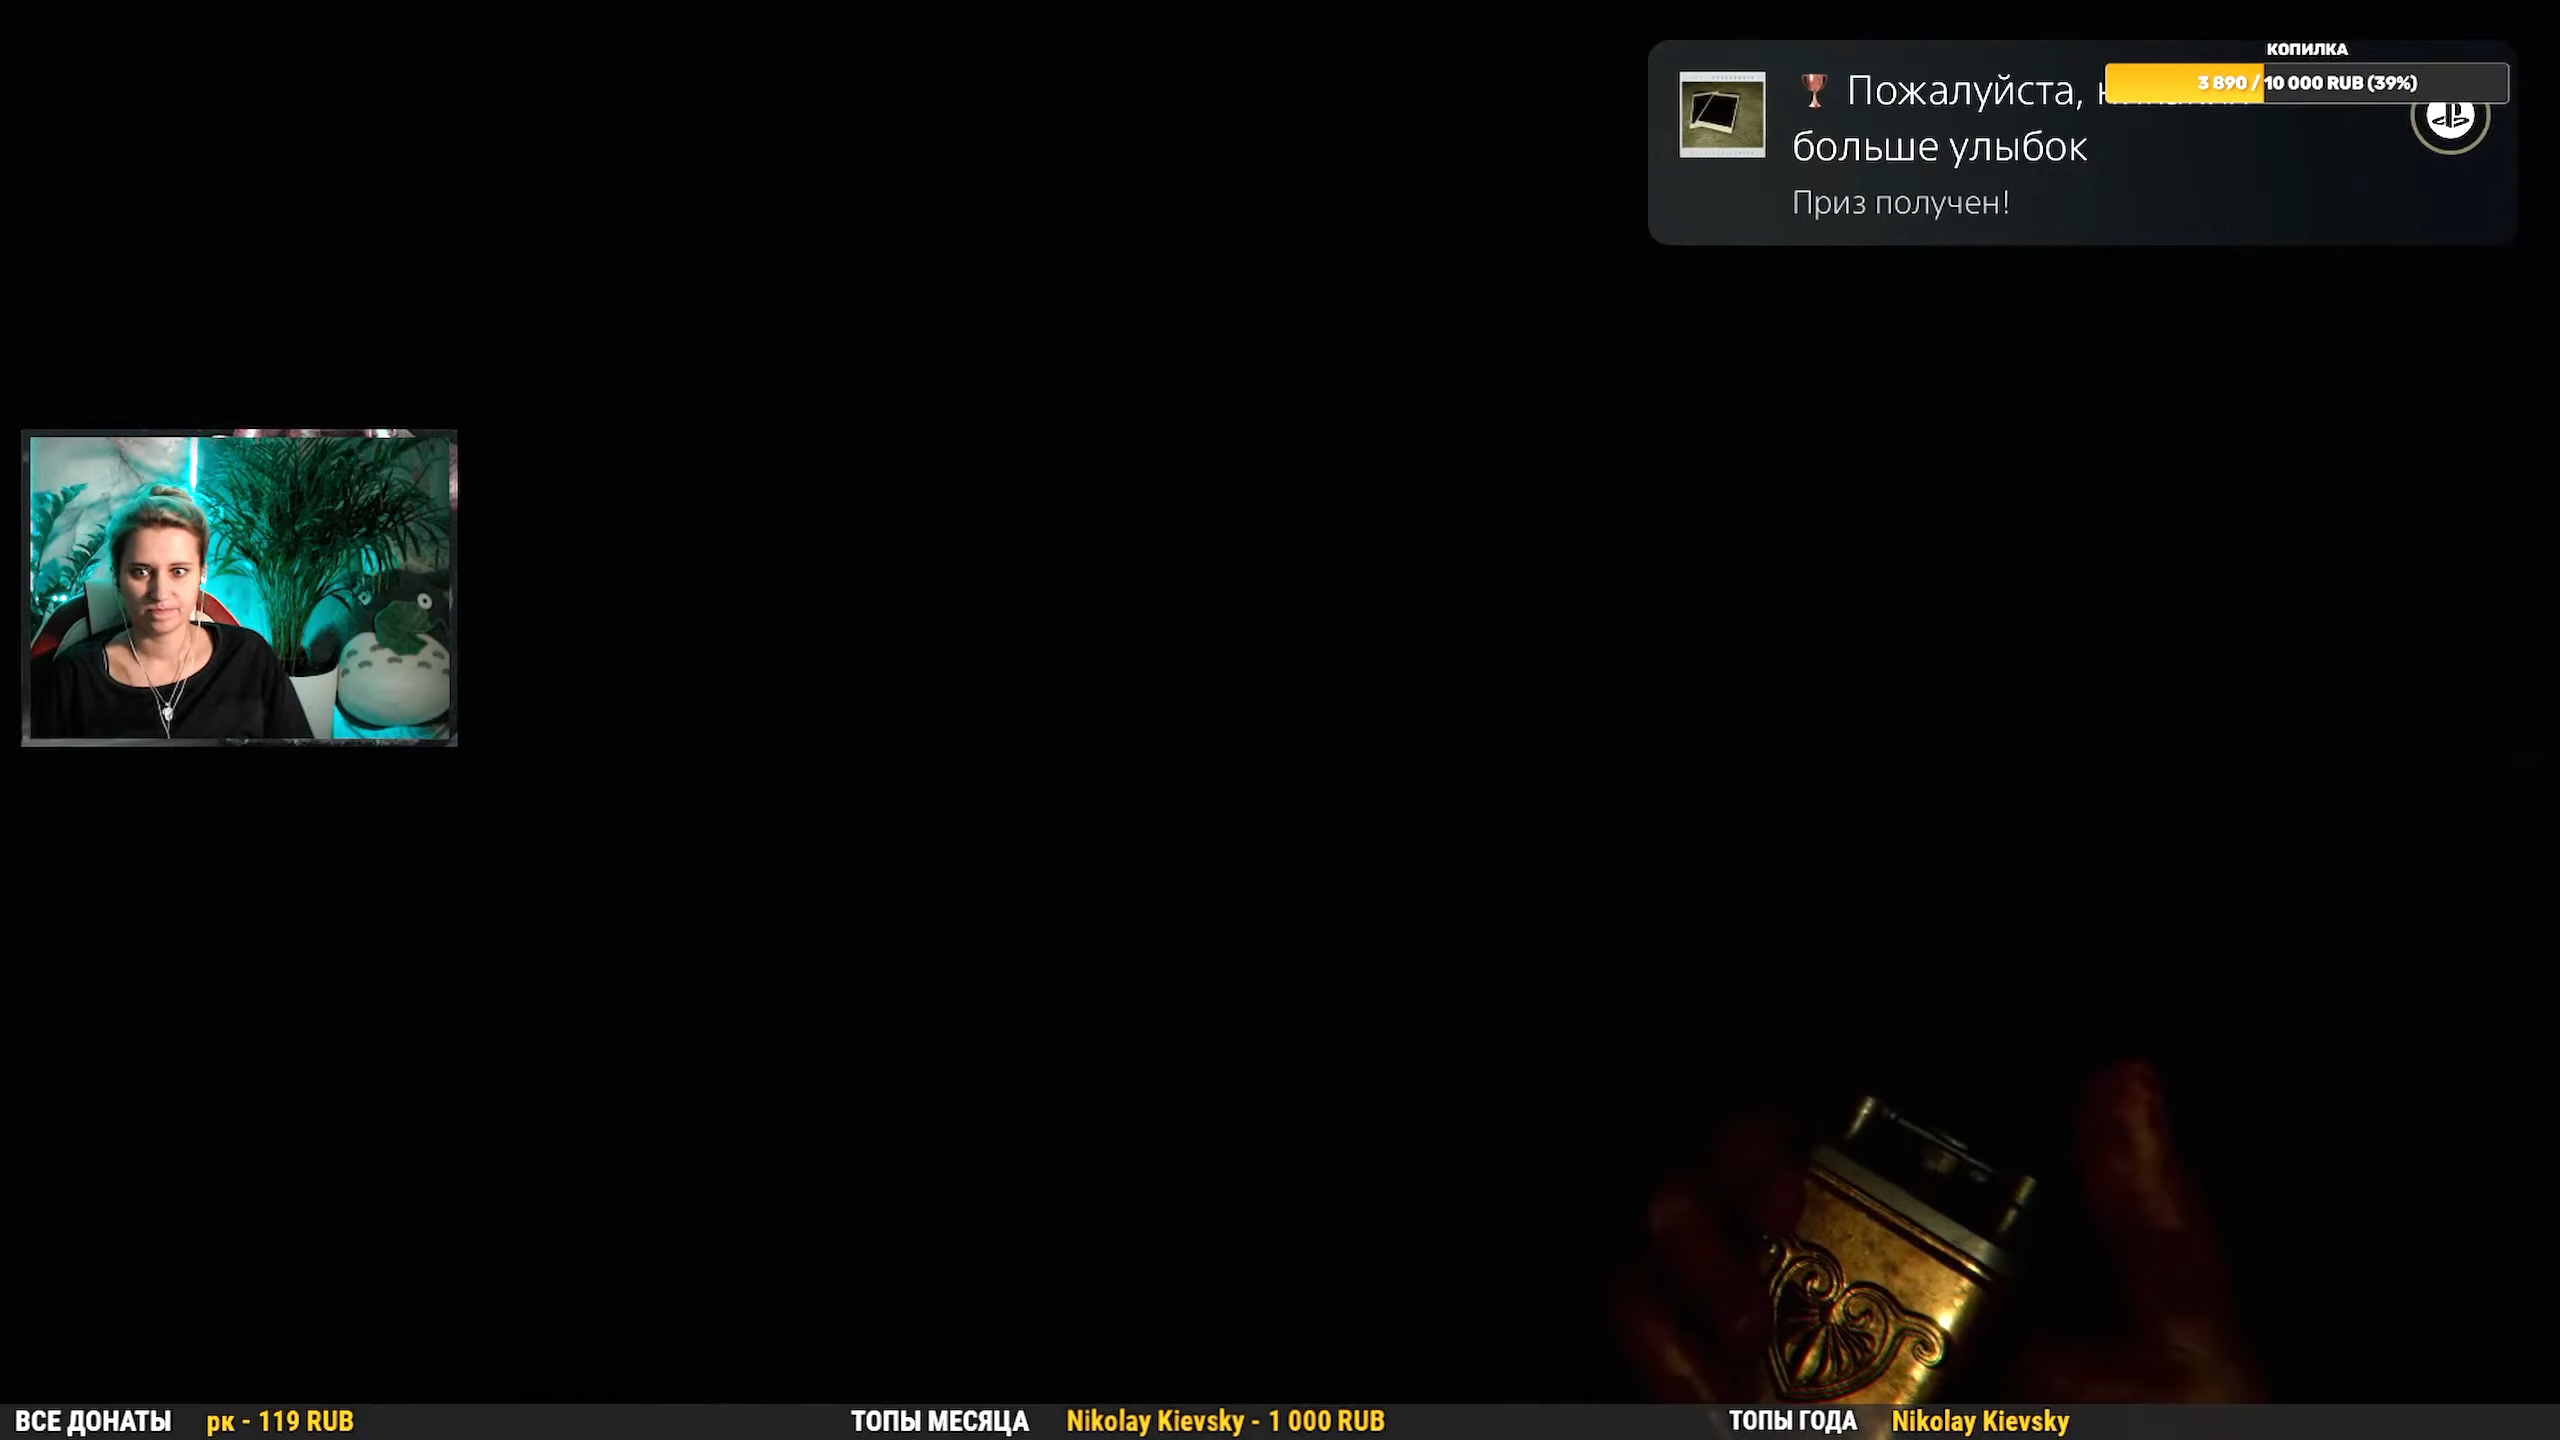 КОПИЛКА
3 890 / 10 000 RUB (39%)
Пожалуйста,
больше улыбок
Приз получен!
ВСЕ ДОНАТЫ рк - 119 RUB ТОПЫ МЕСЯЦА Nikolay Kievsky - 1 000 RUB ТОПЫ ГОДА Nikolay Kievsky